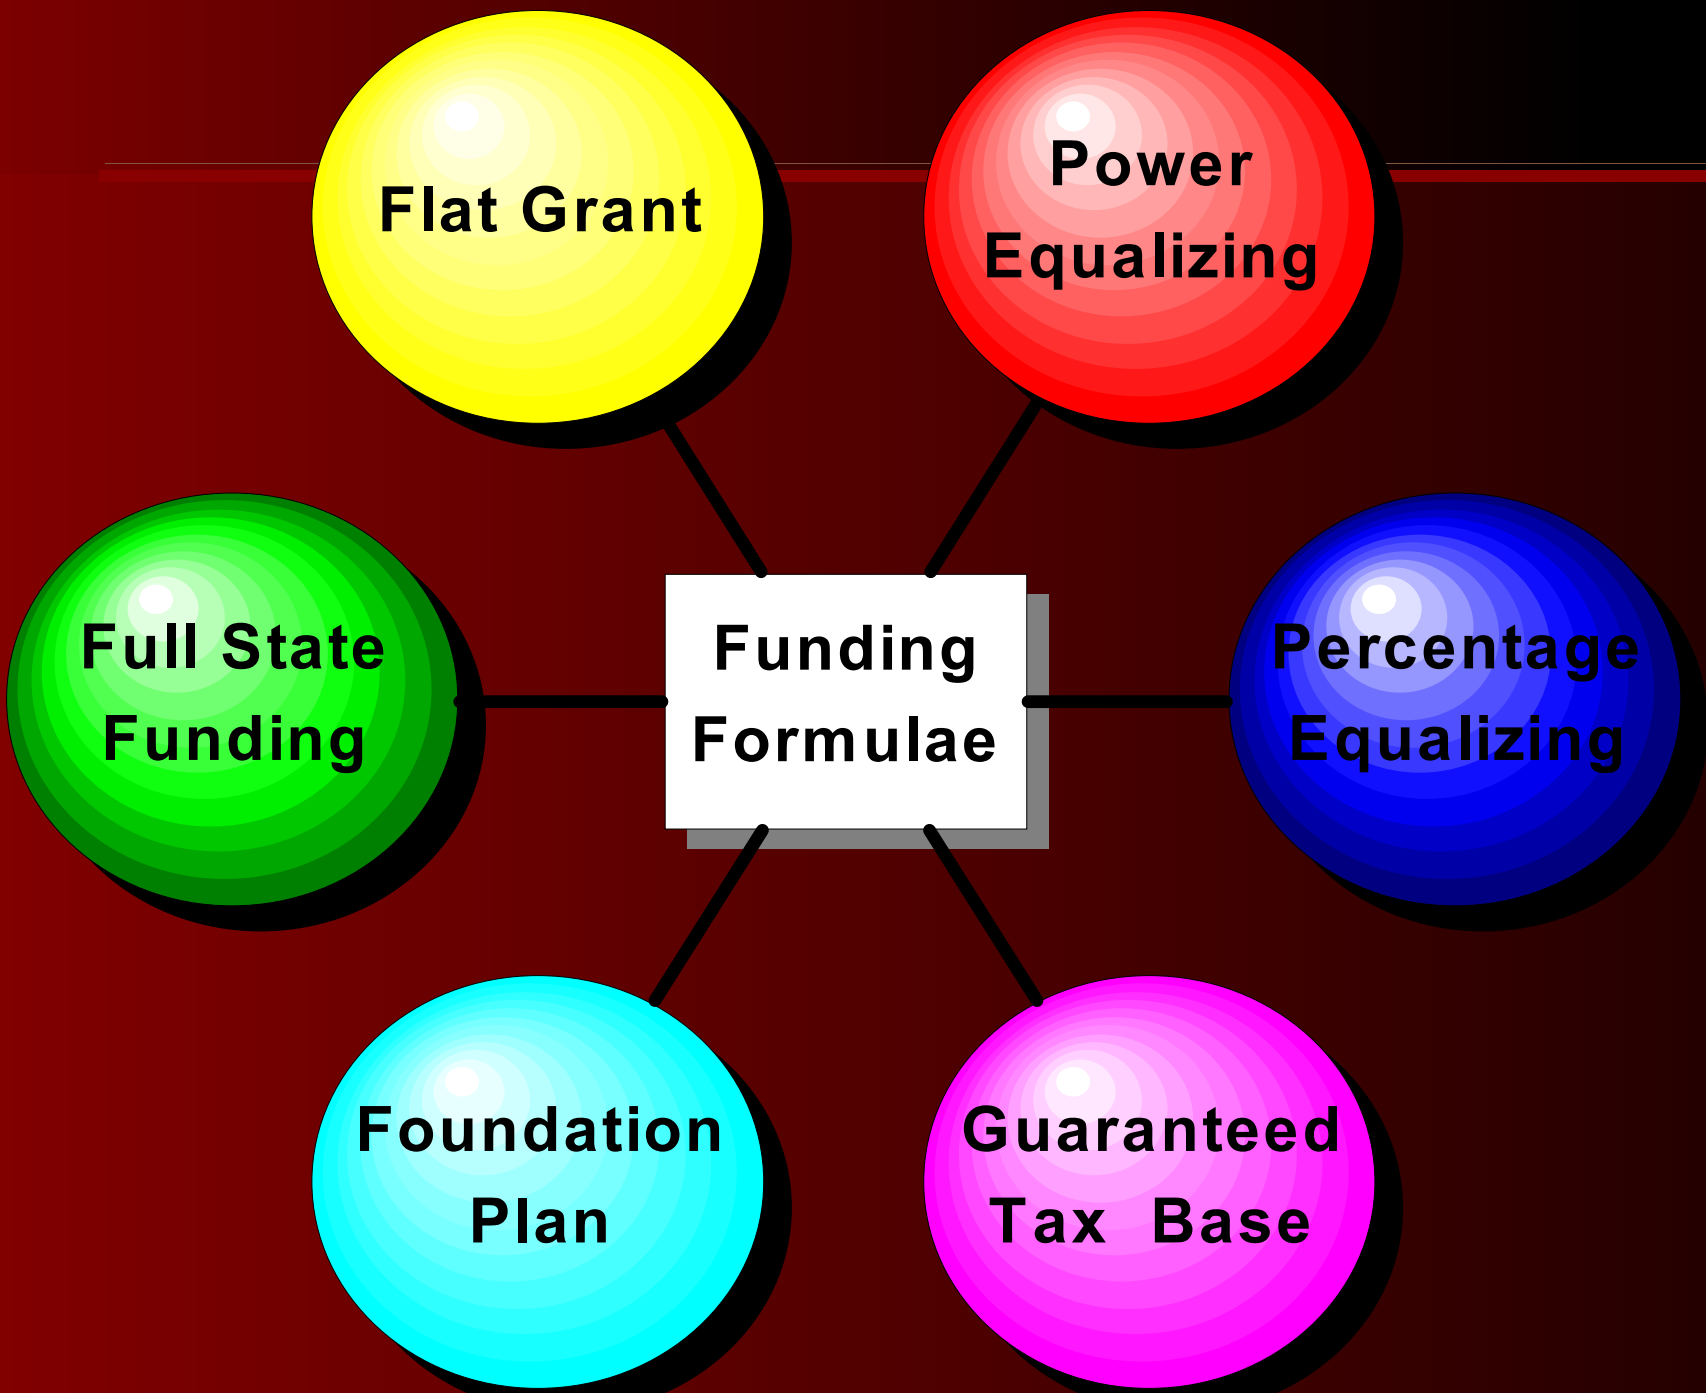 Flat Grant
Power
Equalizing
Full State
Funding
Funding
Formulae
Percentage
Equalizing
Foundation
Plan
Guaranteed
Tax Base